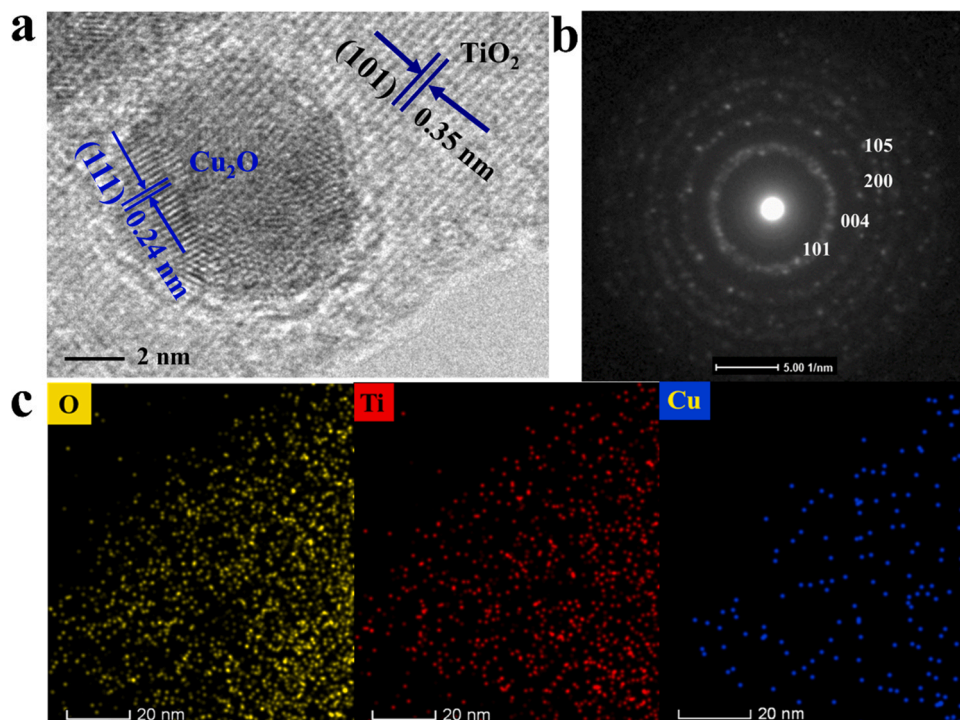 a
TiO₂
(101)
0.35 nm
Cu₂O
(111)
0.24 nm
2 nm
b
105
200
004
101
5.00 1/nm
c
O
Ti
Cu
20 nm
20 nm
20 nm